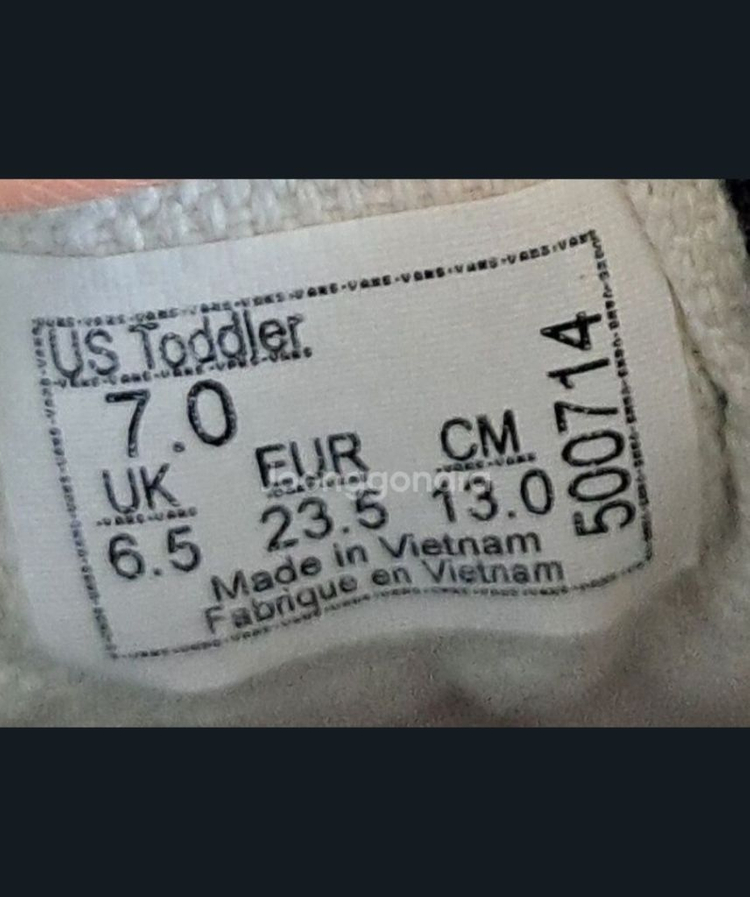 US Toddler
7.0
UK EUR CM
6.5 23.5 13.0
Made in Vietnam
Fabrique en Vietnam
500714
Joonggonara